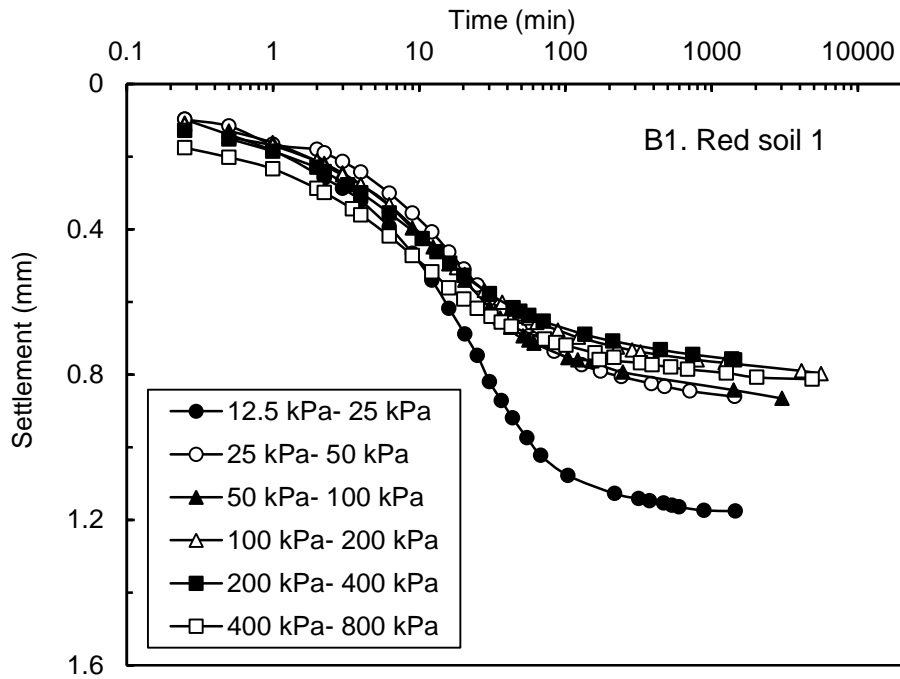 Time (min)
0.1 1 10 100 1000 10000
0
0.4
0.8
1.2
1.6
Settlement (mm)
B1. Red soil 1
12.5 kPa- 25 kPa
25 kPa- 50 kPa
50 kPa- 100 kPa
100 kPa- 200 kPa
200 kPa- 400 kPa
400 kPa- 800 kPa